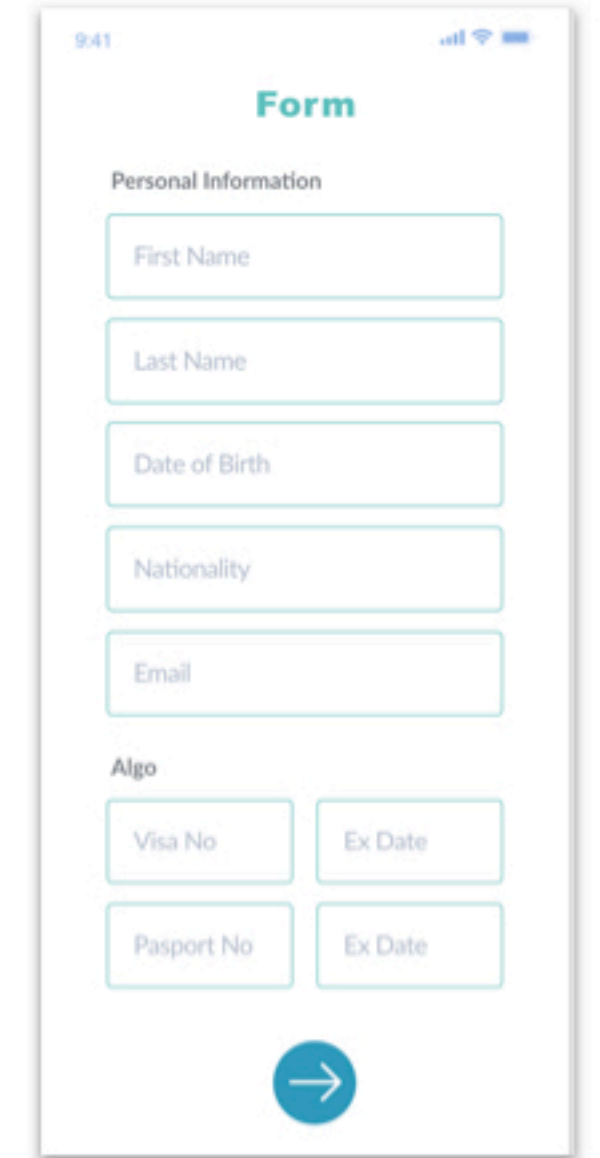 9:41
Form
Personal Information
First Name
Last Name
Date of Birth
Nationality
Email
Algo
Visa No
Ex Date
Pasport No
Ex Date